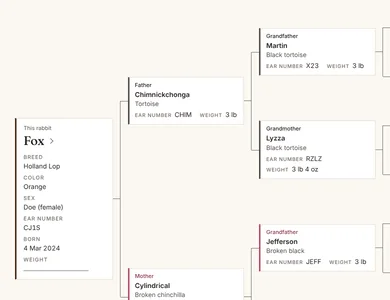 This rabbit
Fox >
BREED
Holland Lop
COLOR
Orange
SEX
Doe (female)
EAR NUMBER
CJ1S
BORN
4 Mar 2024
WEIGHT
Father
Chimnickchonga
Tortoise
EAR NUMBER CHIM WEIGHT 3 lb
Mother
Cylindrical
Broken chinchilla
Grandfather
Martin
Black tortoise
EAR NUMBER X23 WEIGHT 3 lb
Grandmother
Lyzza
Black tortoise
EAR NUMBER RZLZ
WEIGHT 3 lb 4 oz
Grandfather
Jefferson
Broken black
EAR NUMBER JEFF WEIGHT 3 lb